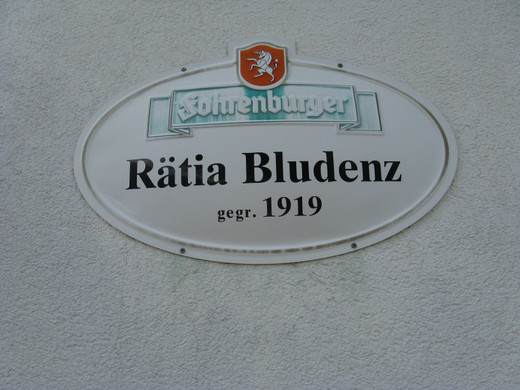 Fohrenburger
Rätia Bludenz
gegr. 1919